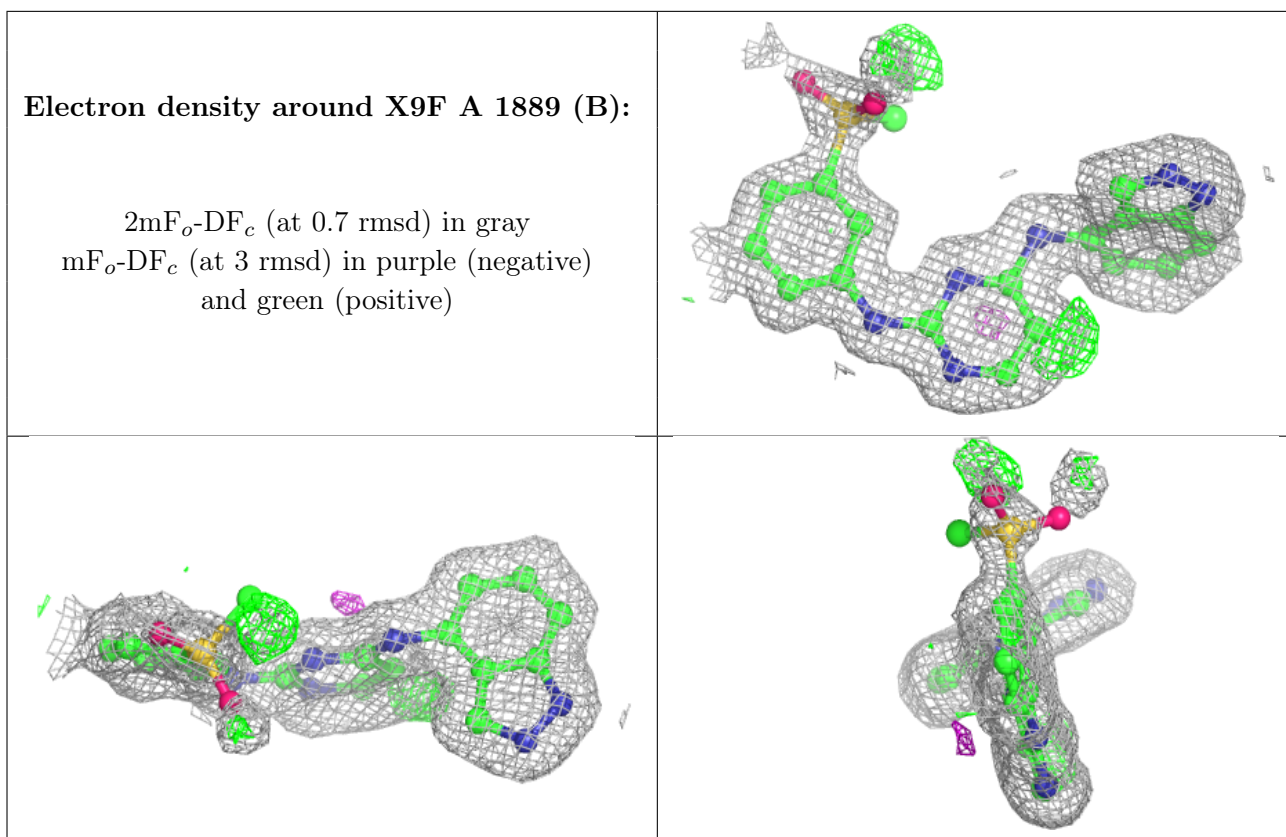 Electron density around X9F A 1889 (B):
2mFo-DFc (at 0.7 rmsd) in gray
mFo-DFc (at 3 rmsd) in purple (negative)
and green (positive)